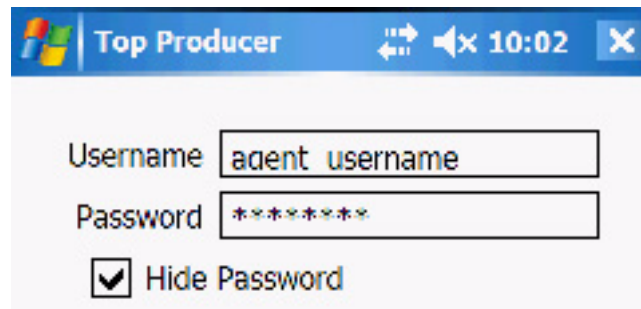 Top Producer 10:02
Username agent_username
Password ********
Hide Password